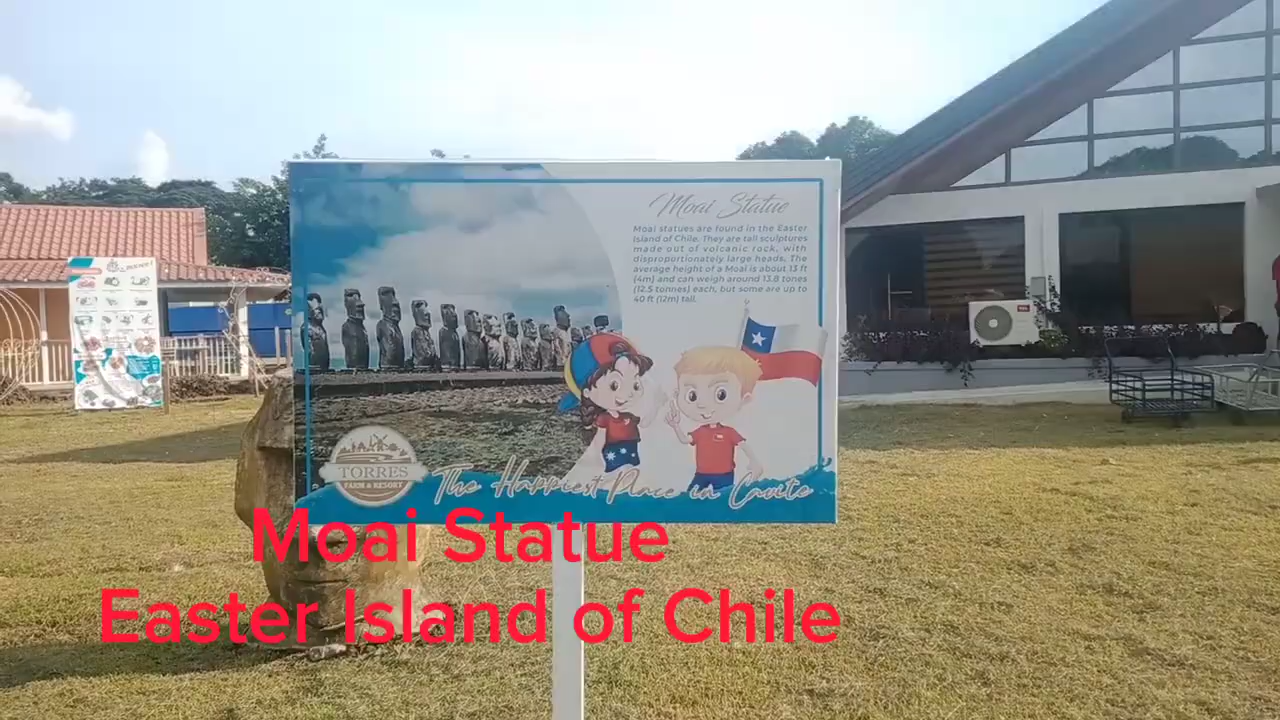 Moai Statue
Moai statues are found in the Easter
Island of Chile. They are tall sculptures
made out of volcanic rock, with
disproportionately large heads. The
average height of a Moai is about 13 ft
(4m) and can weigh around 13.8 tones
(12.5 tonnes) each, but some are up to
40 ft (12m) tall.
TORRES
FARM & RESORT
The Happiest Place in Cavite
Moai Statue
Easter Island of Chile